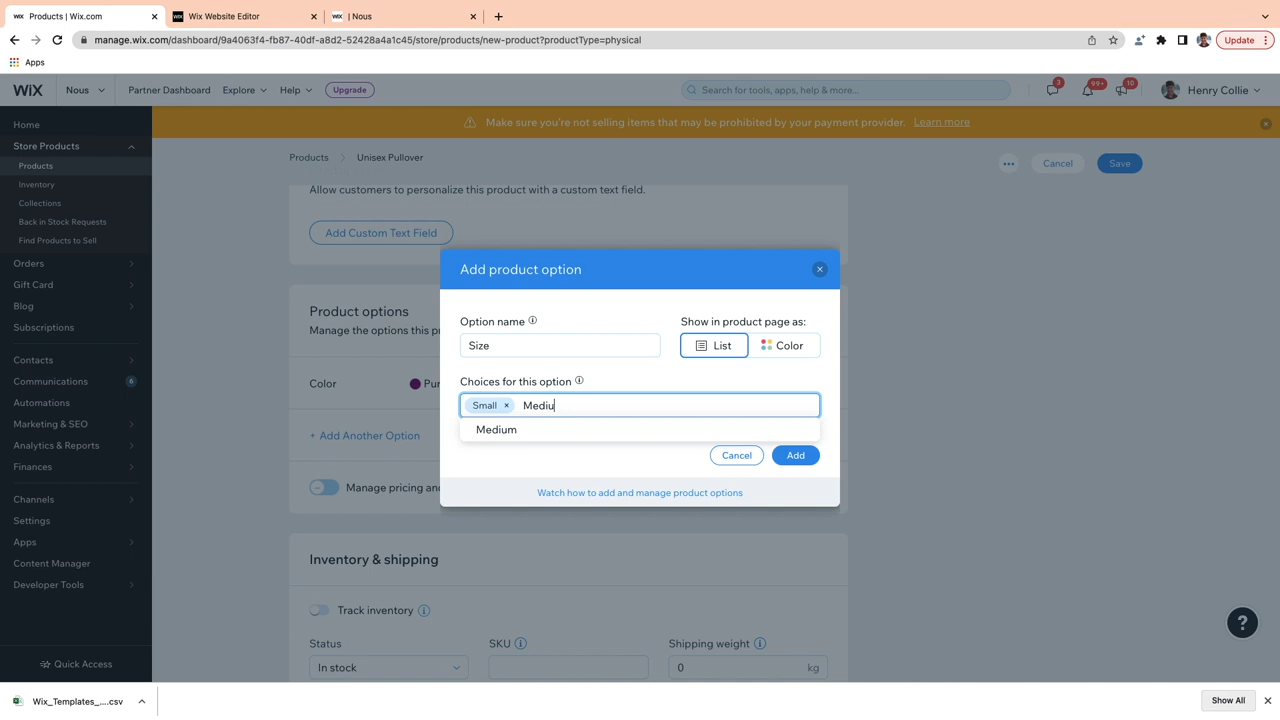 Products | Wix.com
Wix Website Editor
| Nous
manage.wix.com/dashboard/9a4063f4-fb87-40df-a8d2-52428a4a1c45/store/products/new-product?productType=physical
Update
Apps
WiX
Nous
Partner Dashboard
Explore
Help
Upgrade
Search for tools, apps, help & more...
3
99+
10
Henry Collie
Home
Store Products
Products
Inventory
Collections
Back in Stock Requests
Find Products to Sell
Orders
Gift Card
Blog
Subscriptions
Contacts
Communications
6
Automations
Marketing & SEO
Analytics & Reports
Finances
Channels
Settings
Apps
Content Manager
Developer Tools
Quick Access
Make sure you're not selling items that may be prohibited by your payment provider. Learn more
Products
Unisex Pullover
Cancel
Save
Allow customers to personalize this product with a custom text field.
Add Custom Text Field
Product options
Manage the options this pr
Color
Pur
+ Add Another Option
Manage pricing anc
Add product option
Option name
Show in product page as:
Size
List
Color
Choices for this option
Small
Mediu
Medium
Cancel
Add
Watch how to add and manage product options
Inventory & shipping
Track inventory
Status
SKU
Shipping weight
In stock
0
kg
?
Wix_Templates_....csv
Show All